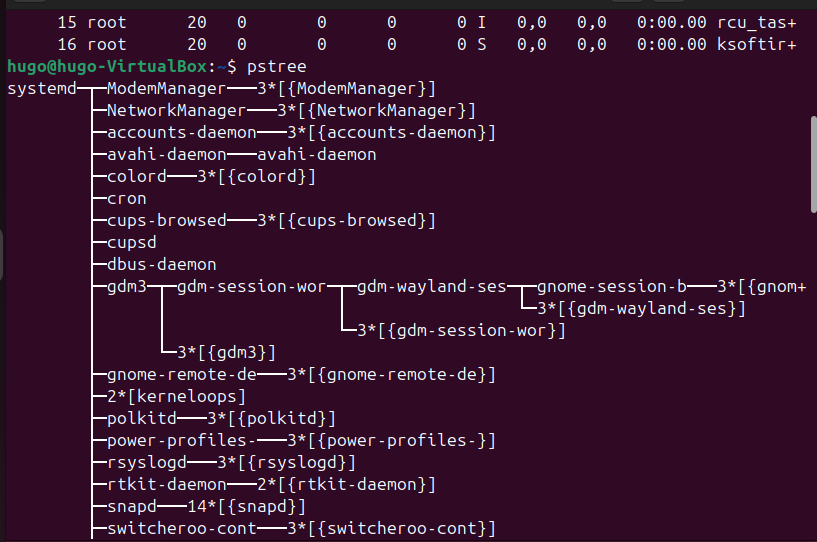 15 root 20 0 0 0 0 I 0,0 0,0 0:00.00 rcu_tas+
16 root 20 0 0 0 0 S 0,0 0,0 0:00.00 ksoftir+
hugo@hugo-VirtualBox:~$ pstree
systemd─┬─ModemManager───3*[{ModemManager}]
        ├─NetworkManager───3*[{NetworkManager}]
        ├─accounts-daemon───3*[{accounts-daemon}]
        ├─avahi-daemon───avahi-daemon
        ├─colord───3*[{colord}]
        ├─cron
        ├─cups-browsed───3*[{cups-browsed}]
        ├─cupsd
        ├─dbus-daemon
        ├─gdm3─┬─gdm-session-wor─┬─gdm-wayland-ses─┬─gnome-session-b───3*[{gnom+
        │      │                 │                 └─3*[{gdm-wayland-ses}]
        │      │                 └─3*[{gdm-session-wor}]
        │      └─3*[{gdm3}]
        ├─gnome-remote-de───3*[{gnome-remote-de}]
        ├─2*[kerneloops]
        ├─polkitd───3*[{polkitd}]
        ├─power-profiles-───3*[{power-profiles-}]
        ├─rsyslogd───3*[{rsyslogd}]
        ├─rtkit-daemon───2*[{rtkit-daemon}]
        ├─snapd───14*[{snapd}]
        ├─switcheroo-cont───3*[{switcheroo-cont}]